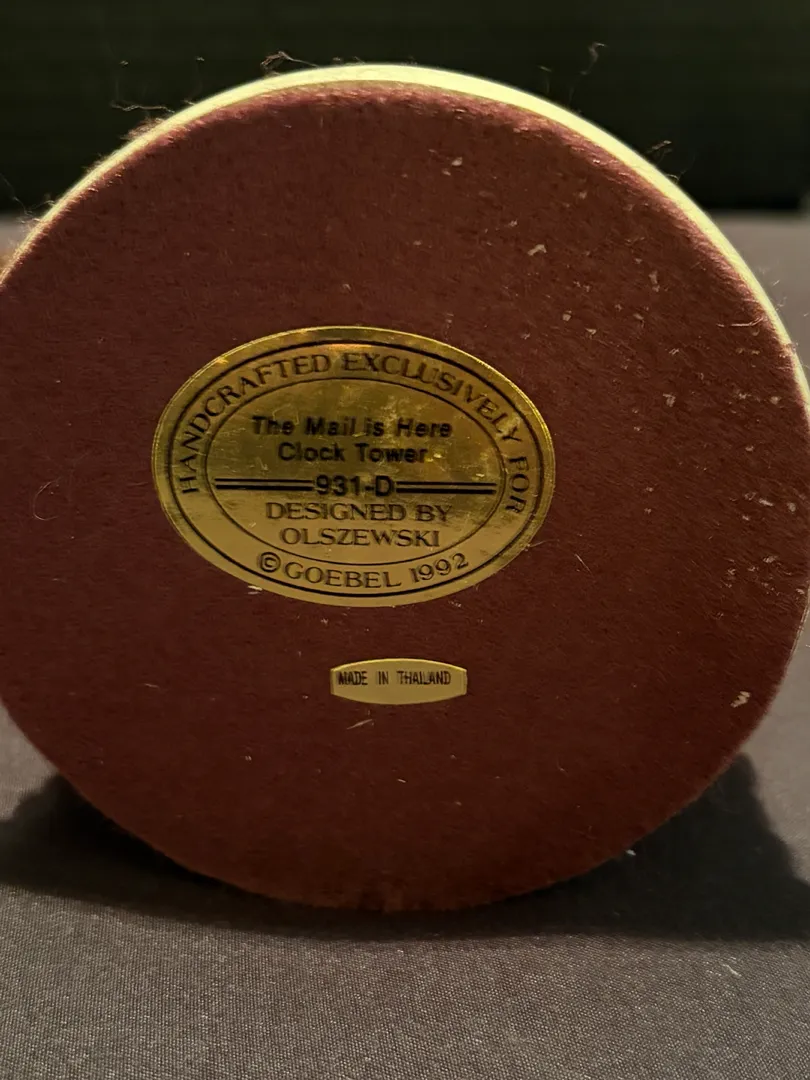 HANDCRAFTED EXCLUSIVELY FOR
The Mail is Here
Clock Tower
931-D
DESIGNED BY
OLSZEWSKI
© GOEBEL 1992
MADE IN THAILAND